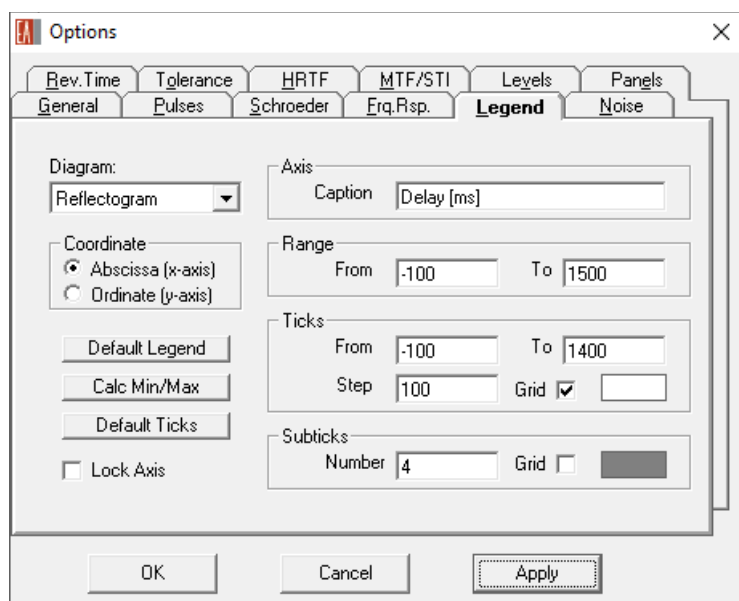 EA Options
Rev.Time Tolerance HRTF MTF/STI Levels Panels
General Pulses Schroeder Frq.Rsp. Legend Noise
Diagram:
Reflectogram
Coordinate
Abscissa (x-axis)
Ordinate (y-axis)
Default Legend
Calc Min/Max
Default Ticks
Lock Axis
Axis
Caption Delay [ms]
Range
From -100 To 1500
Ticks
From -100 To 1400
Step 100 Grid
Subticks
Number 4 Grid
OK Cancel Apply